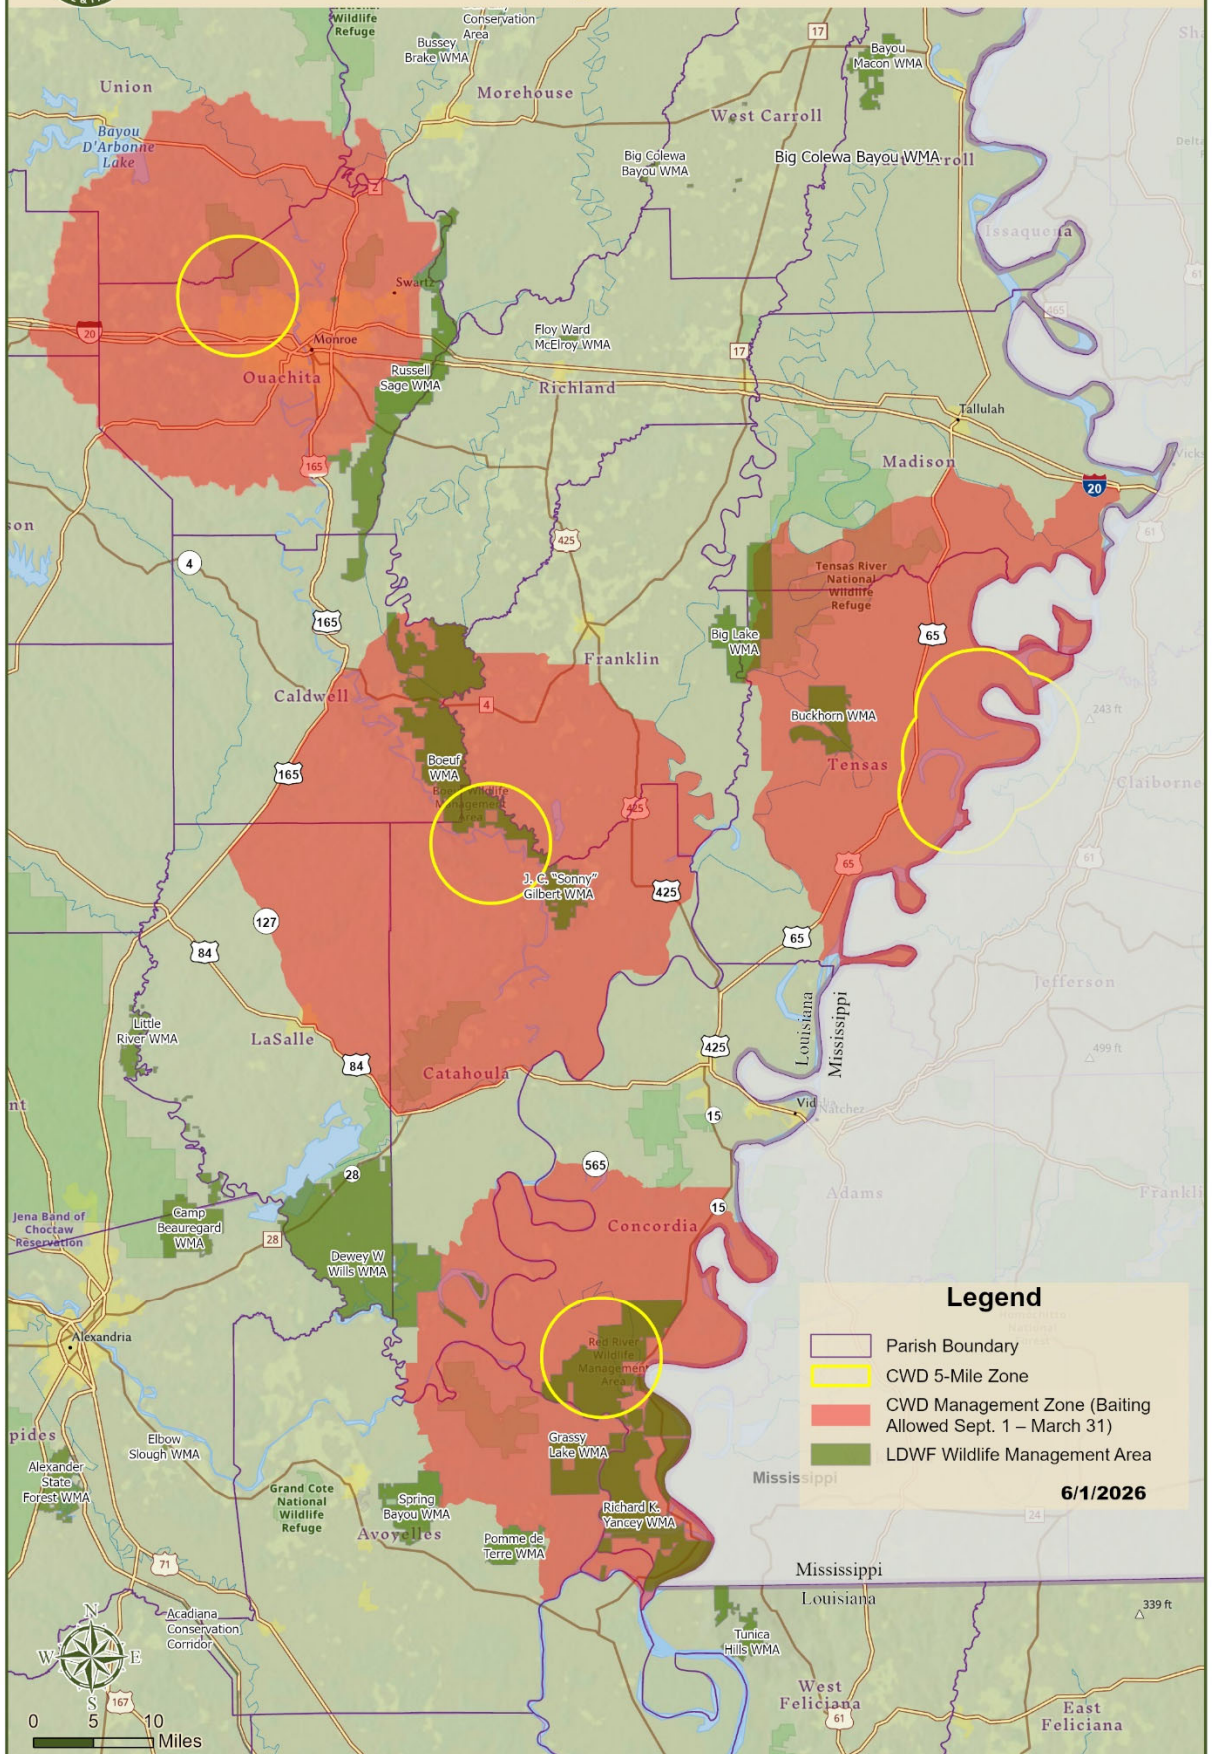 Wildlife
Refuge
Conservation
Area
Bussey
Brake WMA
17
Bayou
Macon WMA
Union
Morehouse
West Carroll
Bayou
D'Arbonne
Lake
Big Colewa
Bayou WMA
Big Colewa Bayou WMA
Issaquena
61
465
Swartz
20
Monroe
Floy Ward
McElroy WMA
17
Ouachita
Russell
Sage WMA
Richland
Tallulah
165
Madison
20
61
425
4
Tensas River
National
Wildlife
Refuge
165
Big Lake
WMA
65
Franklin
Caldwell
4
Buckhorn WMA
243 ft
Boeuf
WMA
165
Tensas
Claiborne
425
65
61
J. C. "Sonny"
Gilbert WMA
425
127
84
65
Jefferson
Louisiana
Mississippi
Little
River WMA
LaSalle
425
499 ft
84
Catahoula
15
Natchez
565
28
Adams
15
Camp
Beauregard
WMA
Jena Band of
Choctaw
Reservation
28
Concordia
Dewey W
Wills WMA
Legend
Parish Boundary
CWD 5-Mile Zone
CWD Management Zone (Baiting
Allowed Sept. 1 – March 31)
LDWF Wildlife Management Area
6/1/2026
Alexandria
Red River
Wildlife
Management
Area
Elbow
Slough WMA
Grassy
Lake WMA
Alexander
State
Forest WMA
Grand Cote
National
Wildlife
Refuge
Spring
Bayou WMA
Richard K.
Yancey WMA
Mississippi
24
Avoyelles
Pomme de
Terre WMA
71
Mississippi
Louisiana
339 ft
Acadiana
Conservation
Corridor
N
W
E
S
Tunica
Hills WMA
167
West
Feliciana
61
East
Feliciana
0 5 10
Miles